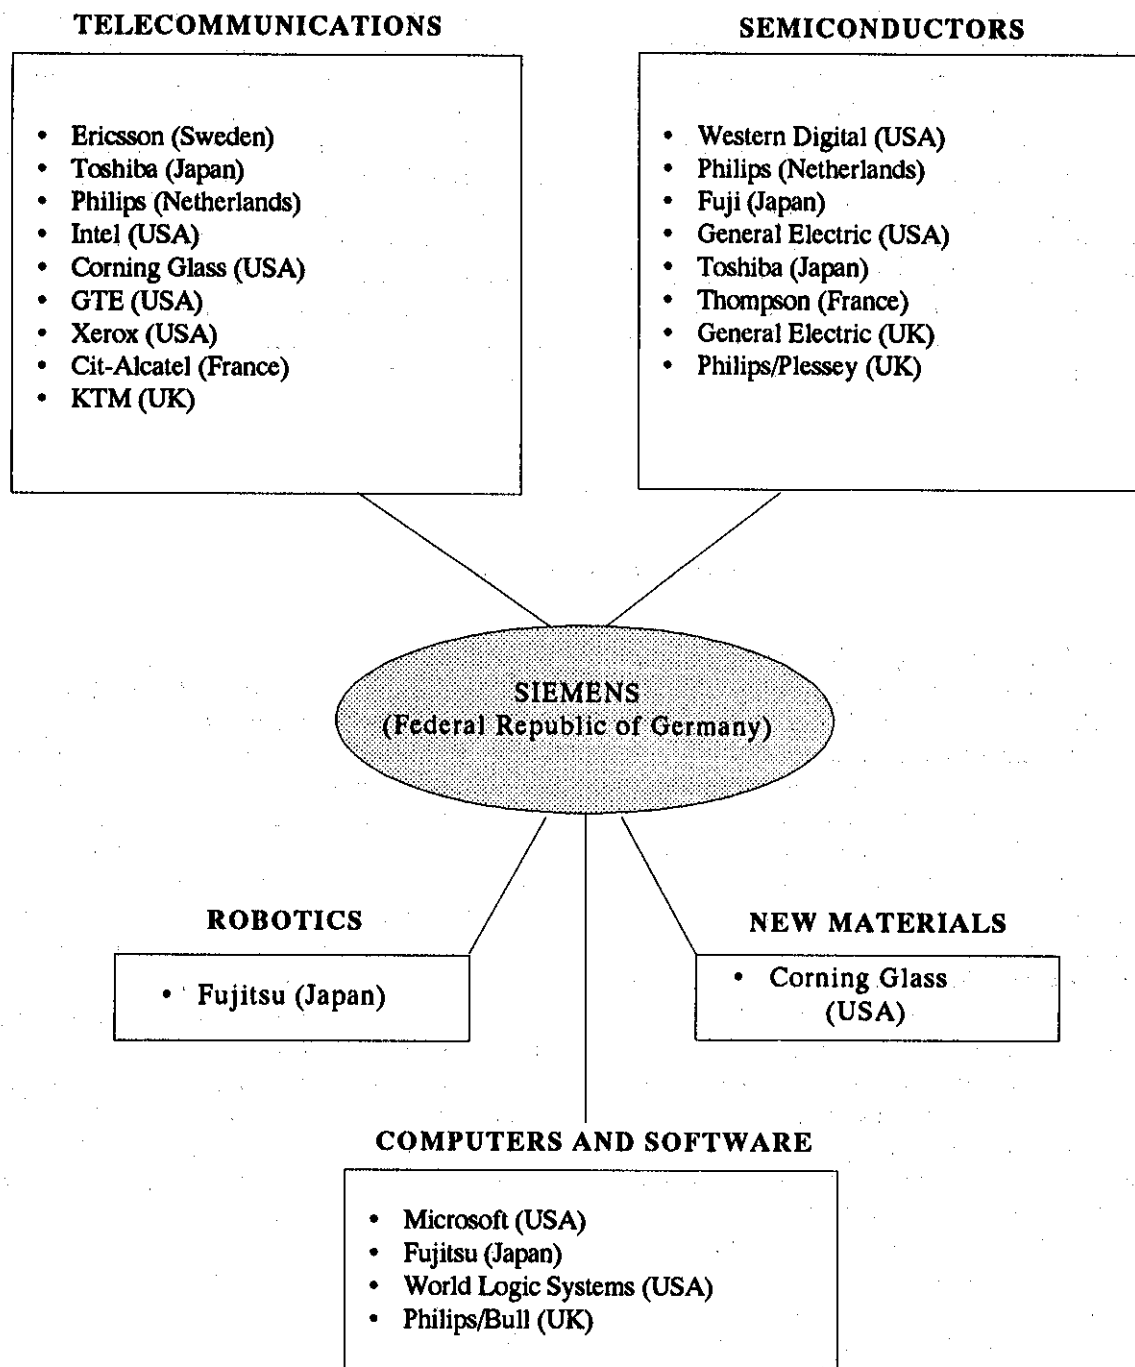 TELECOMMUNICATIONS
• Ericsson (Sweden)
• Toshiba (Japan)
• Philips (Netherlands)
• Intel (USA)
• Corning Glass (USA)
• GTE (USA)
• Xerox (USA)
• Cit-Alcatel (France)
• KTM (UK)
SEMICONDUCTORS
• Western Digital (USA)
• Philips (Netherlands)
• Fuji (Japan)
• General Electric (USA)
• Toshiba (Japan)
• Thompson (France)
• General Electric (UK)
• Philips/Plessey (UK)
SIEMENS
(Federal Republic of Germany)
ROBOTICS
• Fujitsu (Japan)
NEW MATERIALS
• Corning Glass
(USA)
COMPUTERS AND SOFTWARE
• Microsoft (USA)
• Fujitsu (Japan)
• World Logic Systems (USA)
• Philips/Bull (UK)